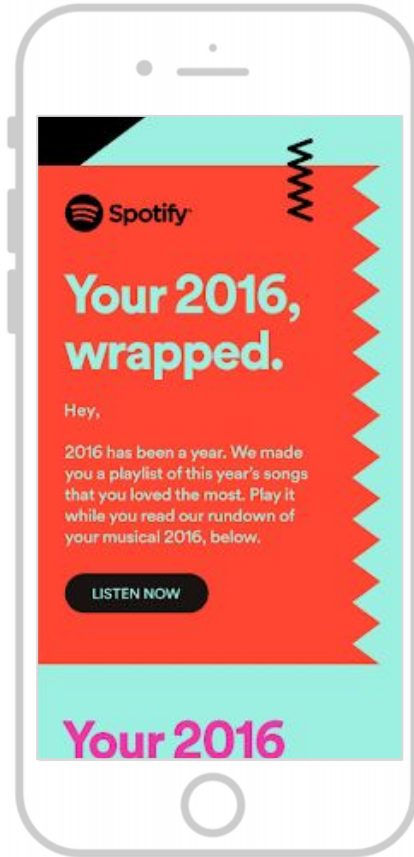 Spotify
Your 2016,
wrapped.
Hey,
2016 has been a year. We made
you a playlist of this year's songs
that you loved the most. Play it
while you read our rundown of
your musical 2016, below.
LISTEN NOW
Your 2016